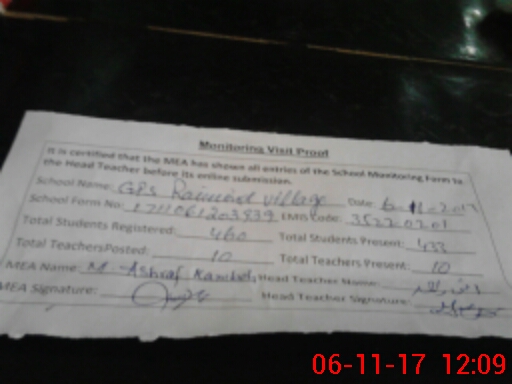 Monitoring Visit Proof
It is certified that the MEA has shown all entries of the School Monitoring Form to
the Head Teacher before its online submission.
School Name: GPS Raiwind village Date: 6-11-2017
School Form No: EMIS Code:
Total Students Registered: 460 Total Students Present: 433
Total TeachersPosted: 10 Total Teachers Present: 10
MEA Name: M. Ashraf Head Teacher Name:
MEA Signature: Head Teacher Signature:
06-11-17 12:09